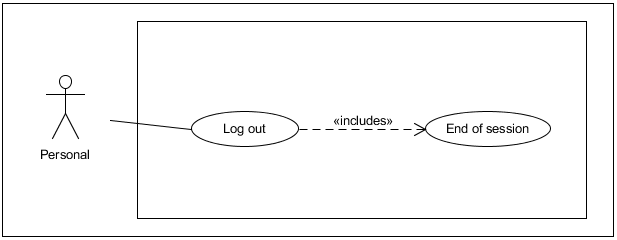 Personal
Log out
«includes»
End of session